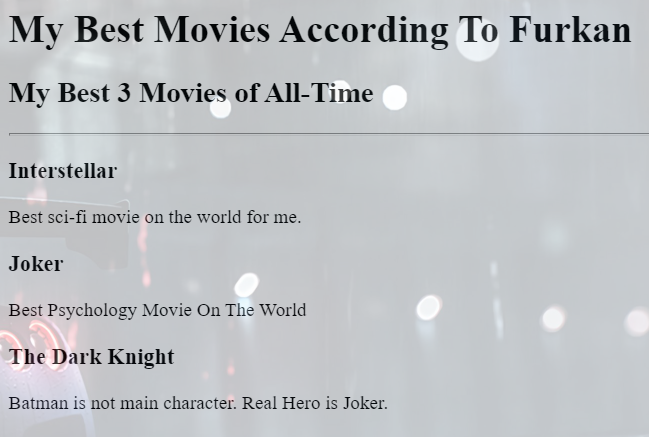 My Best Movies According To Furkan
My Best 3 Movies of All-Time
Interstellar
Best sci-fi movie on the world for me.
Joker
Best Psychology Movie On The World
The Dark Knight
Batman is not main character. Real Hero is Joker.